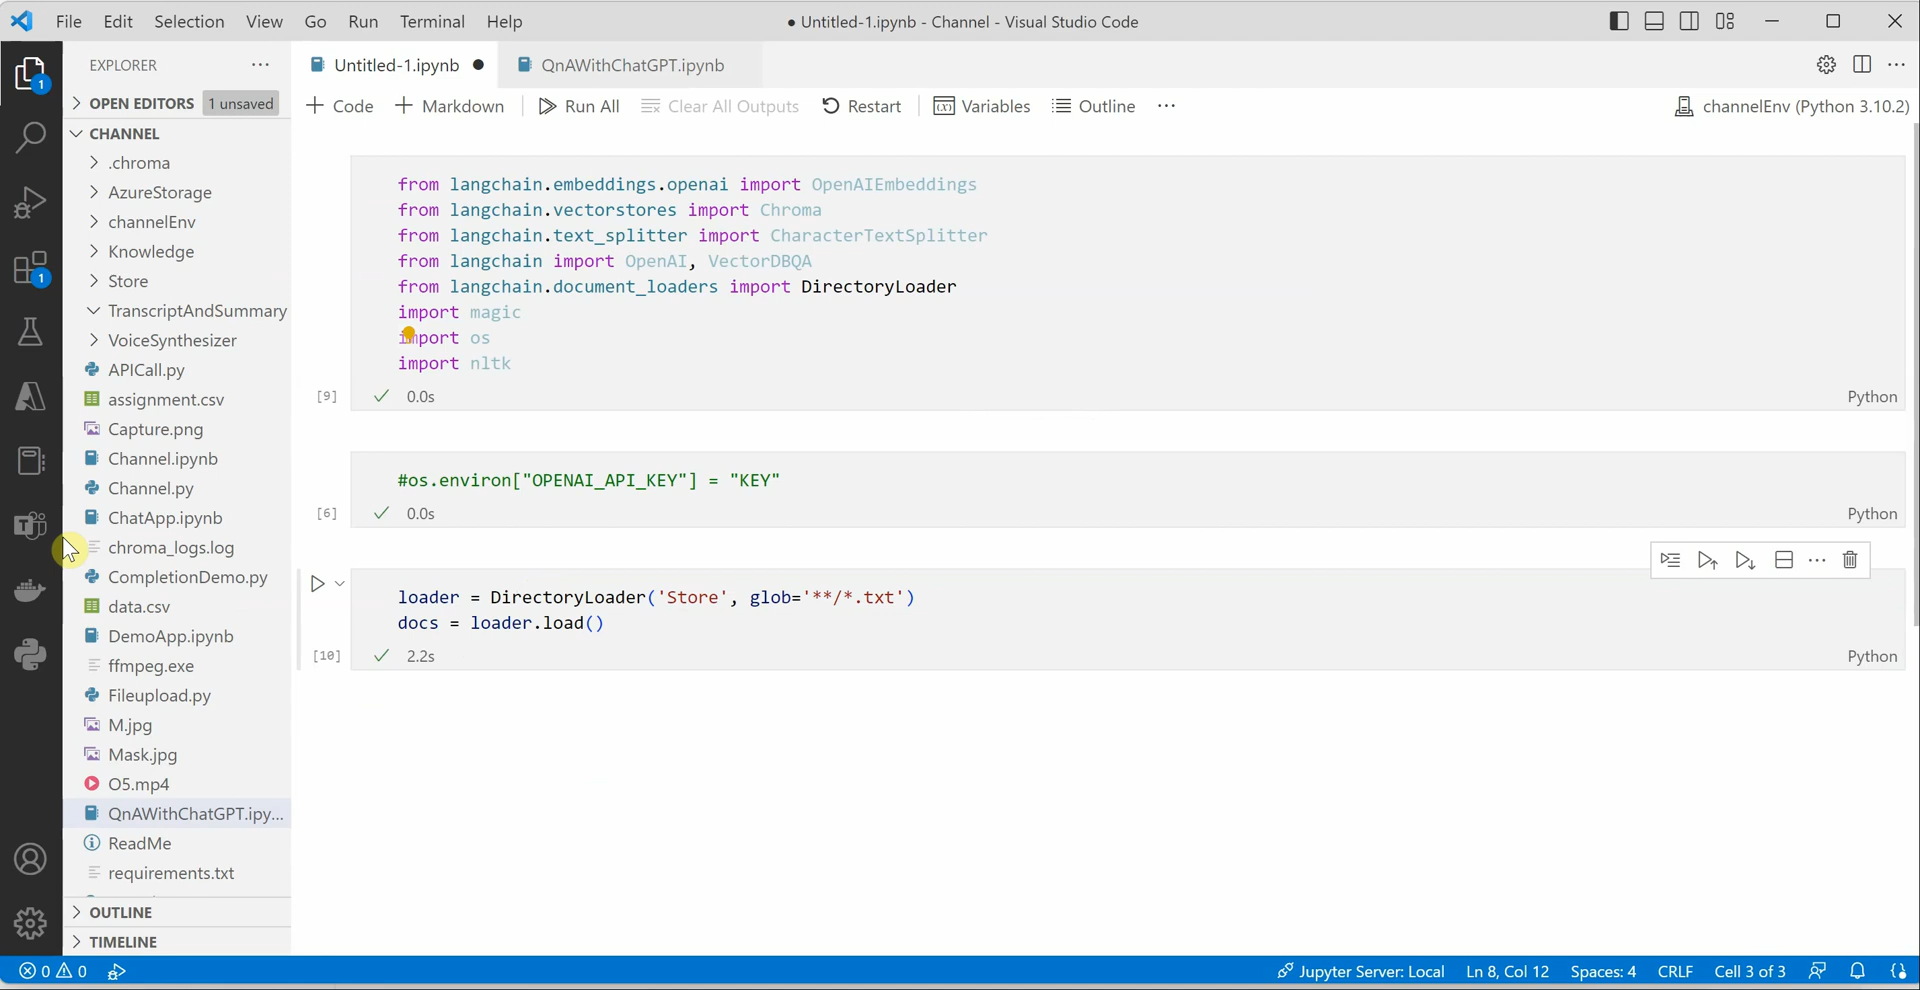 File Edit Selection View Go Run Terminal Help
● Untitled-1.ipynb - Channel - Visual Studio Code
EXPLORER
Untitled-1.ipynb ●
QnAWithChatGPT.ipynb
OPEN EDITORS 1 unsaved
+ Code + Markdown Run All Clear All Outputs Restart Variables Outline ···
channelEnv (Python 3.10.2)
CHANNEL
.chroma
AzureStorage
channelEnv
Knowledge
Store
TranscriptAndSummary
VoiceSynthesizer
APICall.py
assignment.csv
Capture.png
Channel.ipynb
Channel.py
ChatApp.ipynb
chroma_logs.log
CompletionDemo.py
data.csv
DemoApp.ipynb
ffmpeg.exe
Fileupload.py
M.jpg
Mask.jpg
O5.mp4
QnAWithChatGPT.ipy...
ReadMe
requirements.txt
OUTLINE
TIMELINE
1
1
from langchain.embeddings.openai import OpenAIEmbeddings
from langchain.vectorstores import Chroma
from langchain.text_splitter import CharacterTextSplitter
from langchain import OpenAI, VectorDBQA
from langchain.document_loaders import DirectoryLoader
import magic
import os
import nltk
[9] 0.0s Python
#os.environ["OPENAI_API_KEY"] = "KEY"
[6] 0.0s Python
loader = DirectoryLoader('Store', glob='**/*.txt')
docs = loader.load()
[10] 2.2s Python
0 0
Jupyter Server: Local Ln 8, Col 12 Spaces: 4 CRLF Cell 3 of 3